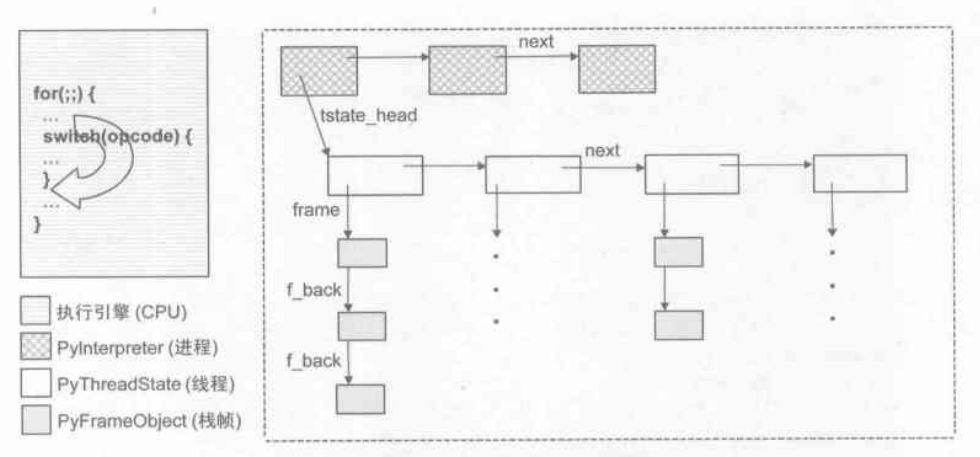 for(;;) {
...
switch(opcode) {
...
}
...
}
执行引擎 (CPU)
PyInterpreter (进程)
PyThreadState (线程)
PyFrameObject (栈帧)
next
tstate_head
next
frame
f_back
f_back